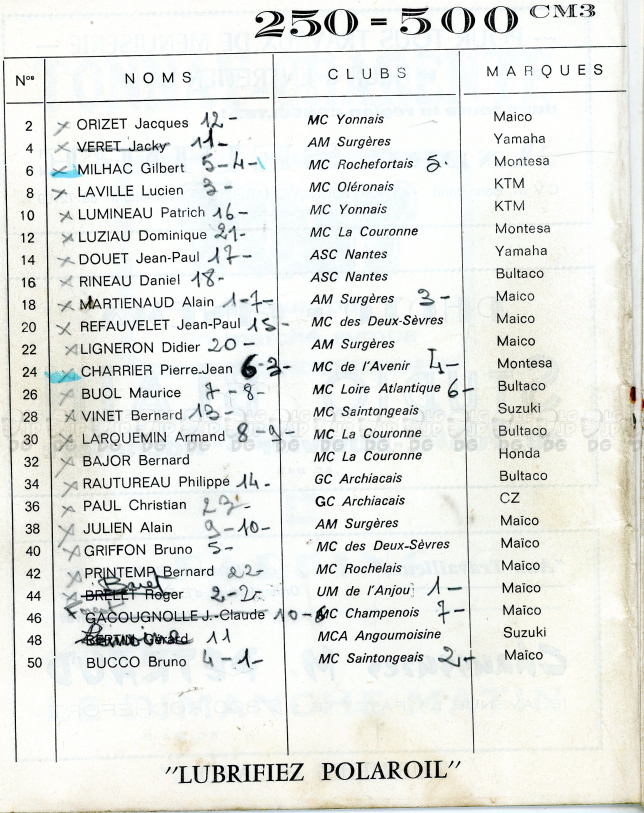 250 = 500 CM3
Nos NOMS CLUBS MARQUES
2 ORIZET Jacques 12 - MC Yonnais Maico
4 VERET Jacky 11 - AM Surgères Yamaha
6 MILHAC Gilbert 5 - 4 - MC Rochefortais 5. Montesa
8 LAVILLE Lucien 3 - MC Oléronais KTM
10 LUMINEAU Patrich 16 - MC Yonnais KTM
12 LUZIAU Dominique 21 - MC La Couronne Montesa
14 DOUET Jean-Paul 17 - ASC Nantes Yamaha
16 RINEAU Daniel 18 - ASC Nantes Bultaco
18 MARTIENAUD Alain 1 - 7 - AM Surgères 3 - Maico
20 REFAUVELET Jean-Paul 15 - MC des Deux-Sèvres Maico
22 LIGNERON Didier 20 - AM Surgères Maico
24 CHARRIER Pierre.Jean 6 3 - MC de l'Avenir 4 - Montesa
26 BUOL Maurice 7 - 8 - MC Loire Atlantique 6 - Bultaco
28 VINET Bernard 13 - MC Saintongeais Suzuki
30 LARQUEMIN Armand 8 - 9 - MC La Couronne Bultaco
32 BAJOR Bernard MC La Couronne Honda
34 RAUTUREAU Philippe 14 - GC Archiacais Bultaco
36 PAUL Christian 23 - GC Archiacais CZ
38 JULIEN Alain 9 - 10 - AM Surgères Maïco
40 GRIFFON Bruno 5 - MC des Deux-Sèvres Maïco
42 PRINTEMP Bernard 22 - MC Rochelais Maïco
44 BRELET Roger 2 - 2 - UM de l'Anjou 1 - Maïco
46 GACOUGNOLLE J.-Claude 10 - 6 MC Champenois 7 - Maïco
48 BERTIN Gérard 11 MCA Angoumoisine Suzuki
50 BUCCO Bruno 4 - 1 - MC Saintongeais 2 - Maïco
"LUBRIFIEZ POLAROIL"